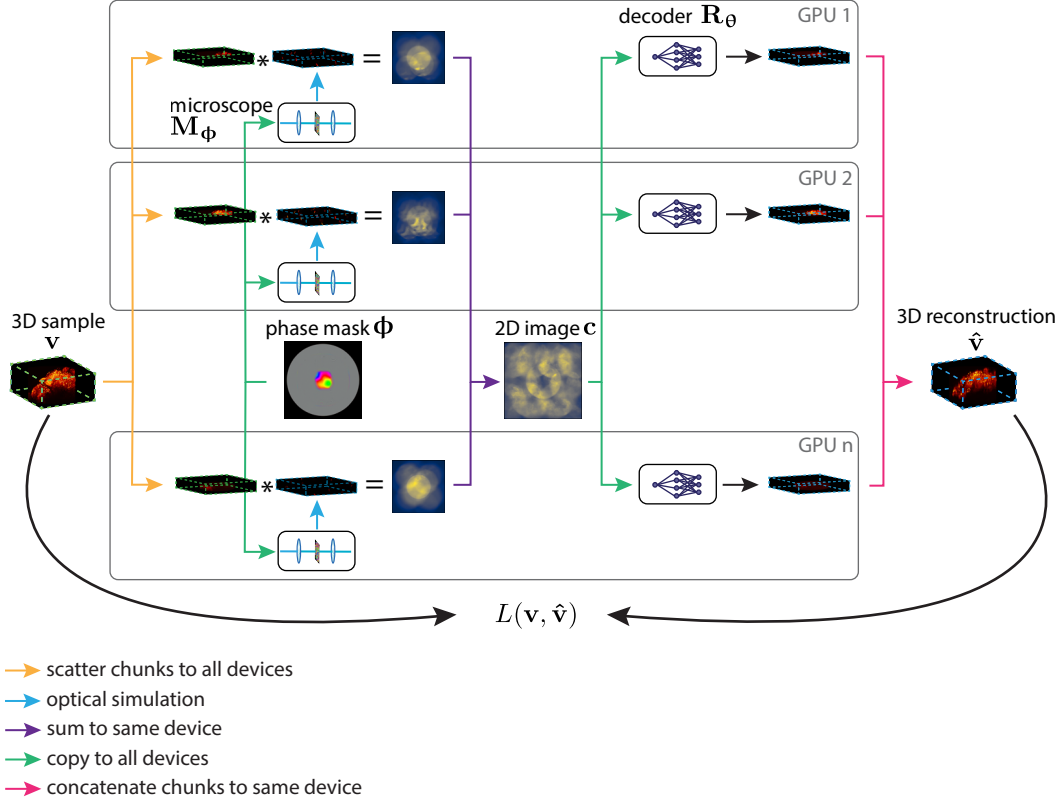 decoder R_θ
GPU 1
* =
microscope
M_ϕ
GPU 2
* =
3D sample
v
phase mask ϕ
2D image c
3D reconstruction
v̂
GPU n
* =
L(v, v̂)
scatter chunks to all devices
optical simulation
sum to same device
copy to all devices
concatenate chunks to same device